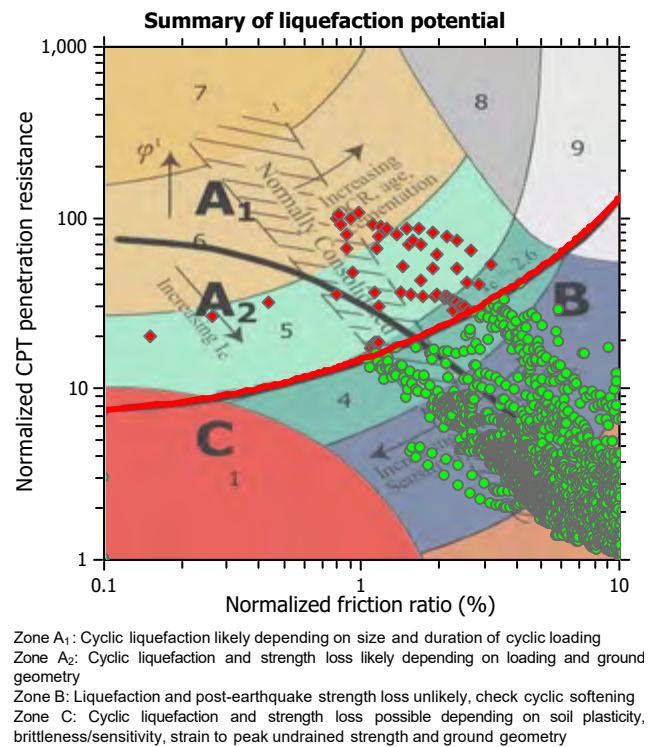 Summary of liquefaction potential
1,000
100
10
1
Normalized CPT penetration resistance
7
8
9
φ'
A1
Increasing
age,
Normally Consolidated
6
A2
Increasing Ic
5
2.6
B
4
C
1
0.1
1
10
Normalized friction ratio (%)
Zone A1: Cyclic liquefaction likely depending on size and duration of cyclic loading
Zone A2: Cyclic liquefaction and strength loss likely depending on loading and ground
geometry
Zone B: Liquefaction and post-earthquake strength loss unlikely, check cyclic softening
Zone C: Cyclic liquefaction and strength loss possible depending on soil plasticity,
brittleness/sensitivity, strain to peak undrained strength and ground geometry